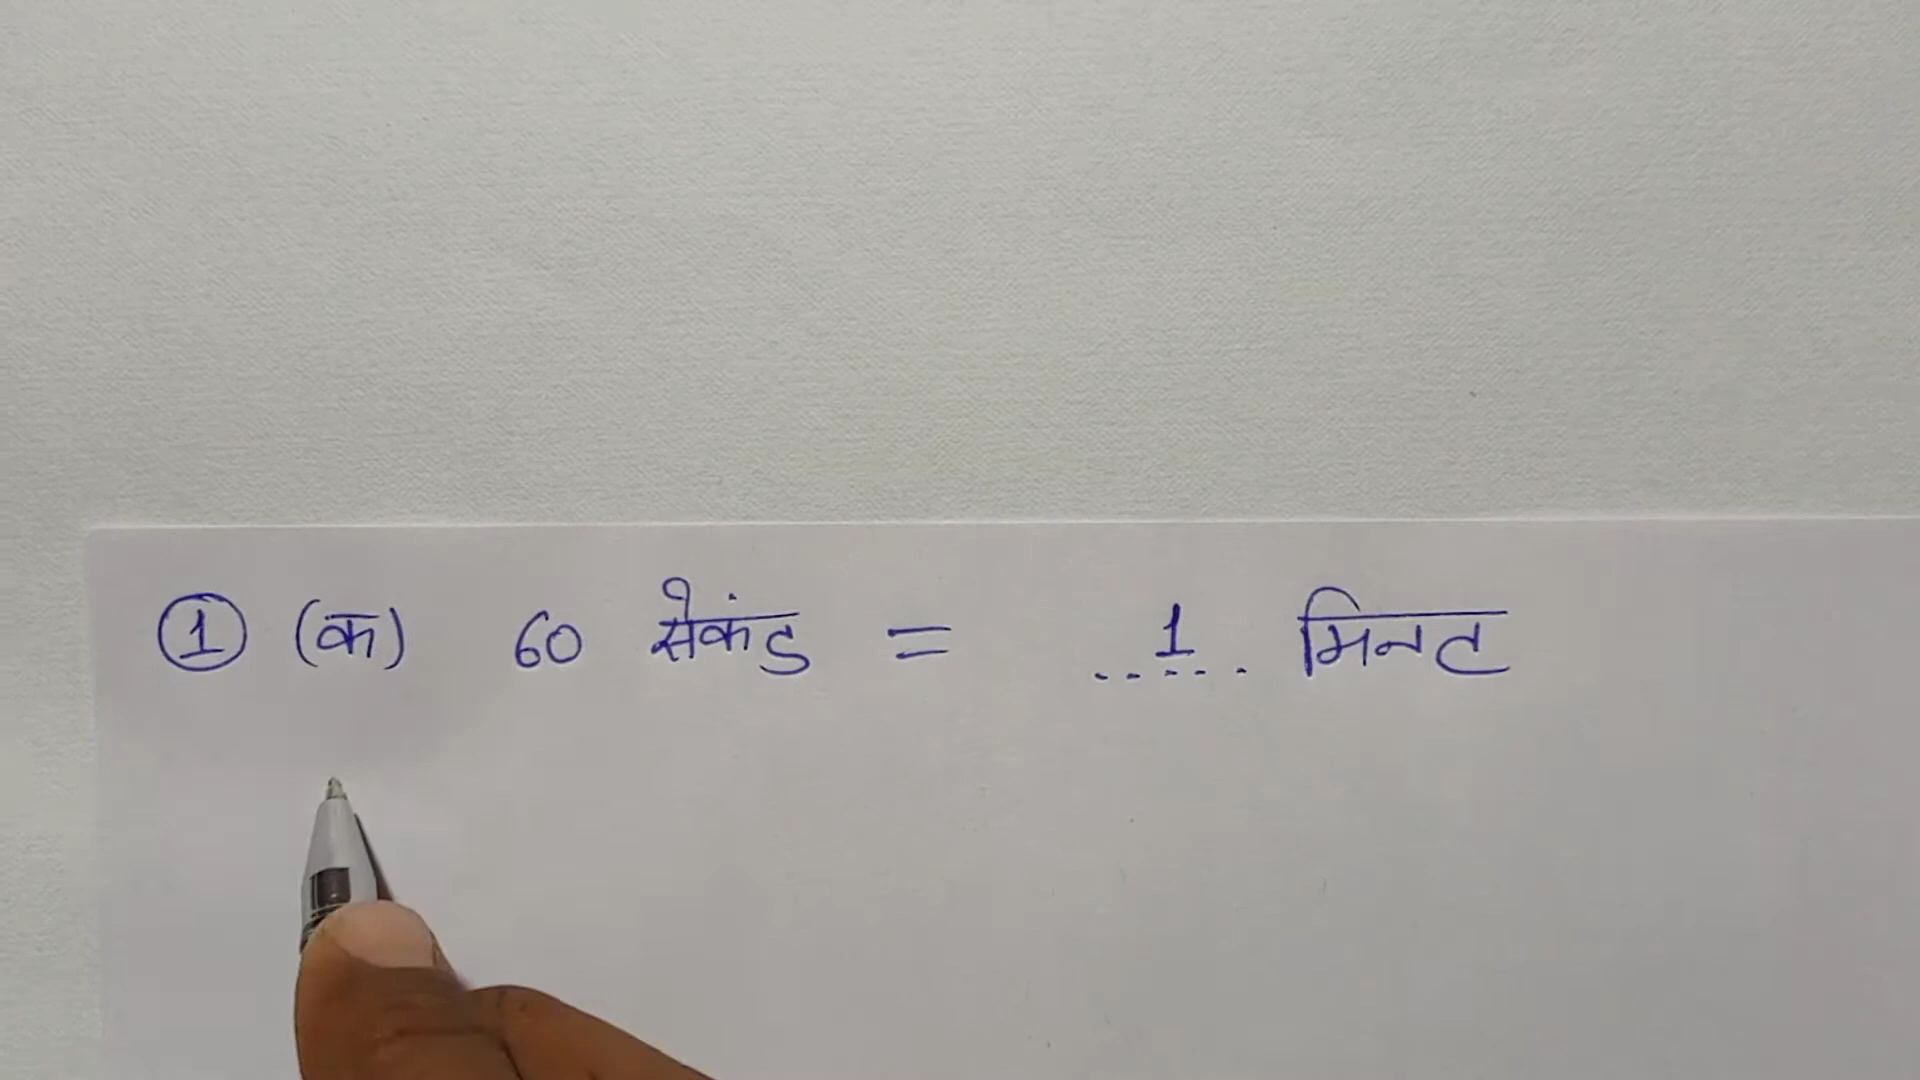 ① (क) 60 सेकंड = ..1... मिनट